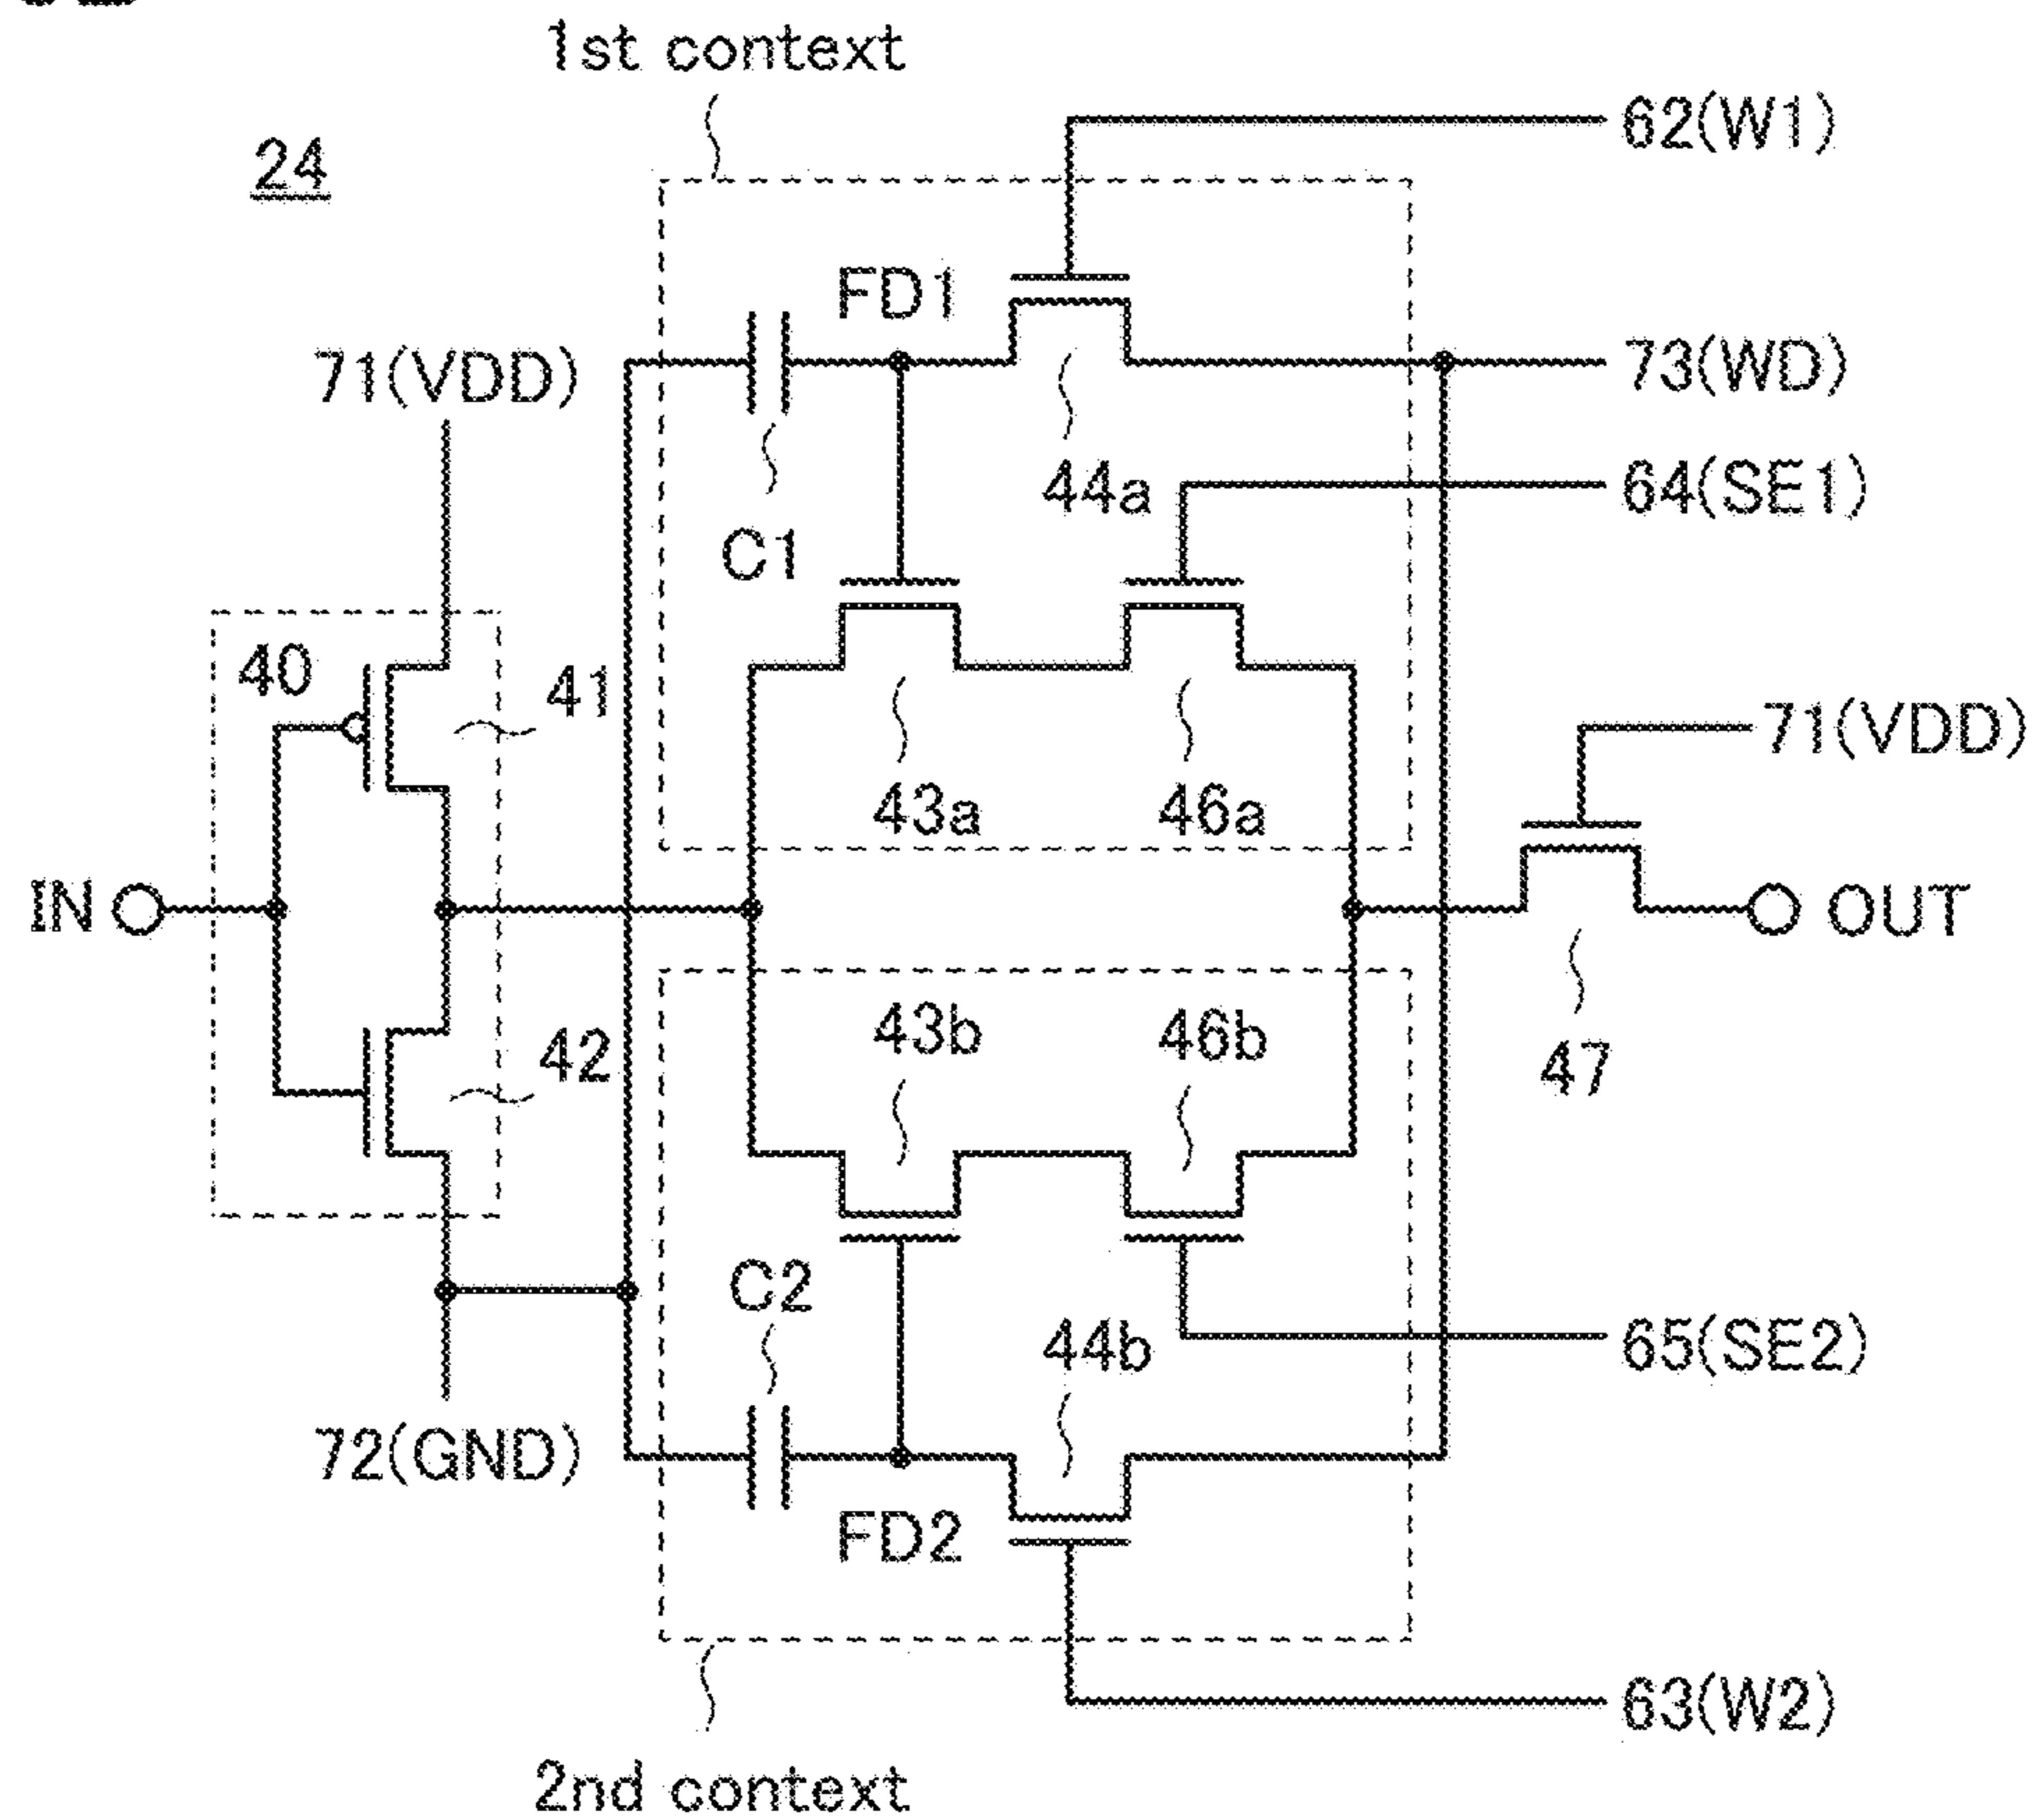 1st context
62(W1)
24
FD1
71(VDD)
73(WD)
44a
64(SE1)
C1
40
41
71(VDD)
43a
46a
IN
OUT
43b
46b
42
47
C2
44b
65(SE2)
72(GND)
FD2
63(W2)
2nd context